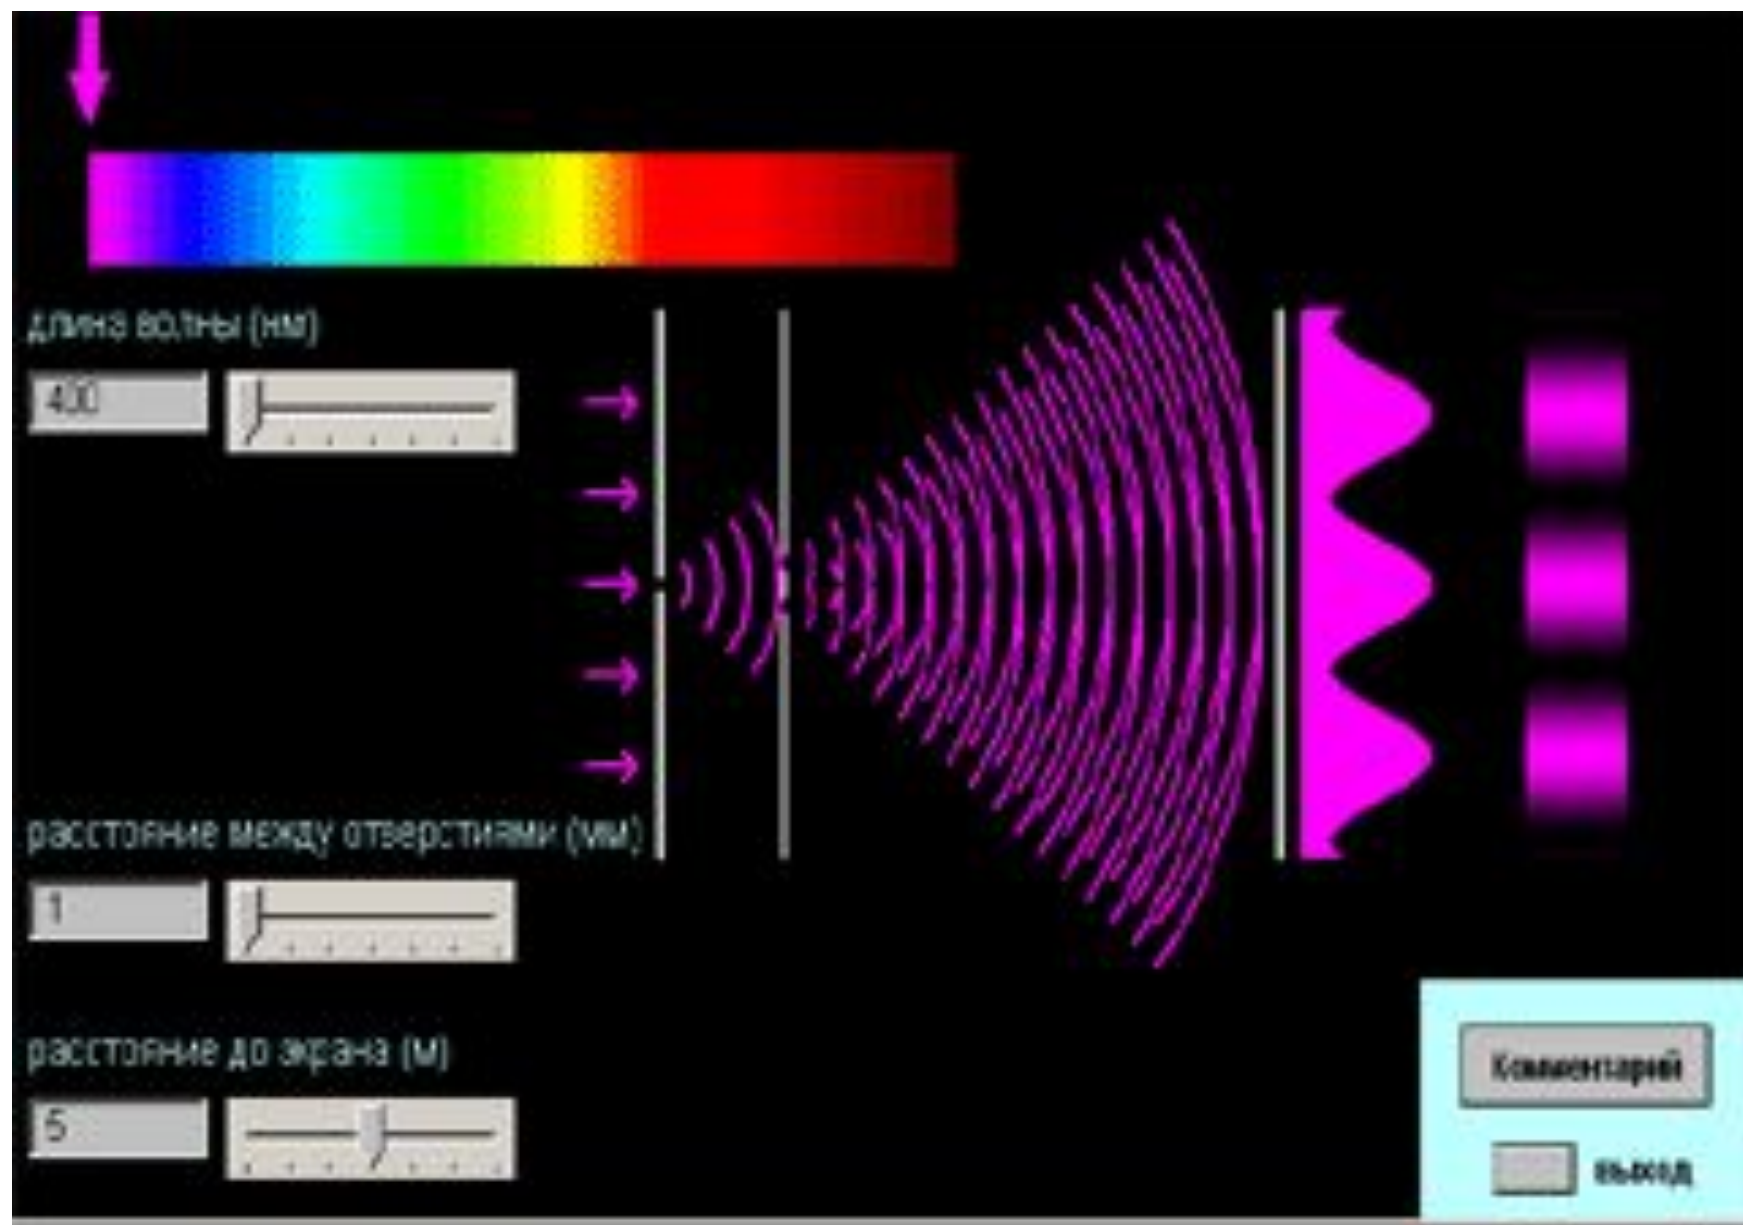 длина волны (нм)
400
расстояние между отверстиями (мм)
1
расстояние до экрана (м)
5
Комментарий
выход